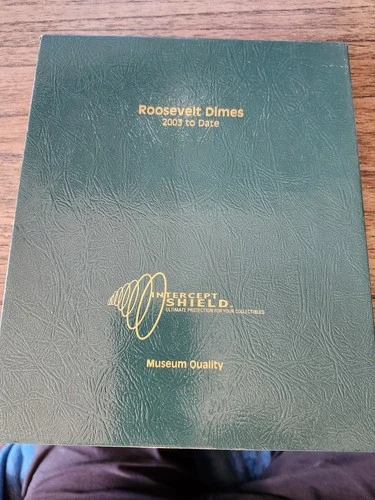 Roosevelt Dimes
2003 to Date
INTERCEPT
SHIELD.
ULTIMATE PROTECTION FOR YOUR COLLECTIBLES
Museum Quality